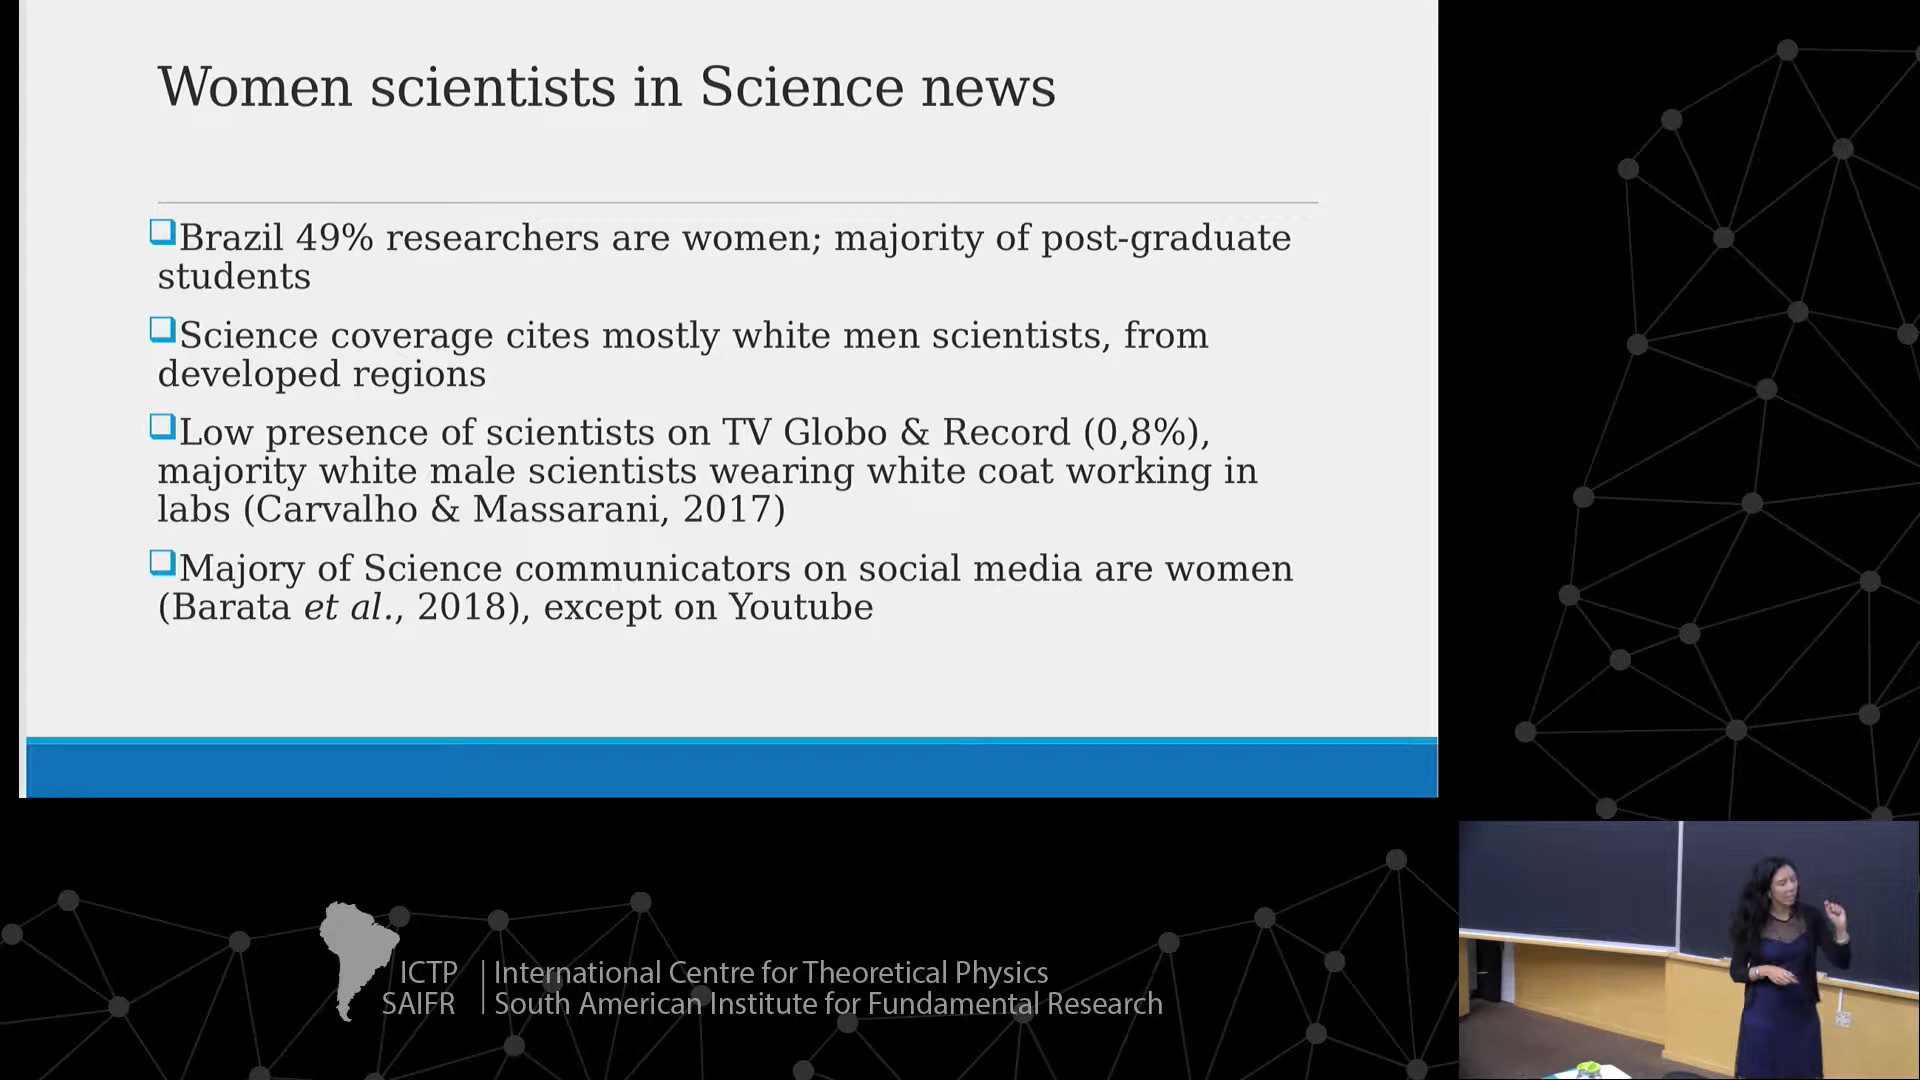 Women scientists in Science news
Brazil 49% researchers are women; majority of post-graduate
students
Science coverage cites mostly white men scientists, from
developed regions
Low presence of scientists on TV Globo & Record (0,8%),
majority white male scientists wearing white coat working in
labs (Carvalho & Massarani, 2017)
Majory of Science communicators on social media are women
(Barata et al., 2018), except on Youtube
ICTP International Centre for Theoretical Physics
SAIFR South American Institute for Fundamental Research